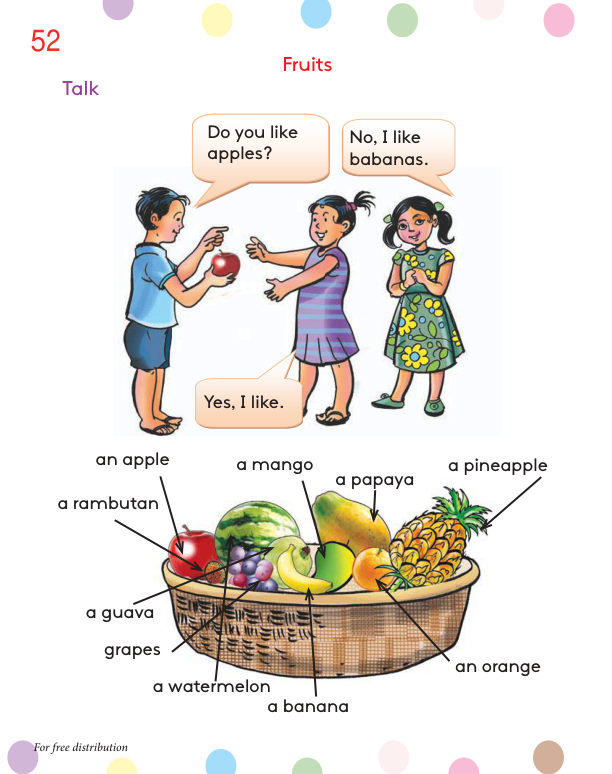 52
Fruits
Talk
Do you like
apples?
No, I like
babanas.
Yes, I like.
an apple
a mango
a papaya
a pineapple
a rambutan
a guava
grapes
a watermelon
a banana
an orange
For free distribution